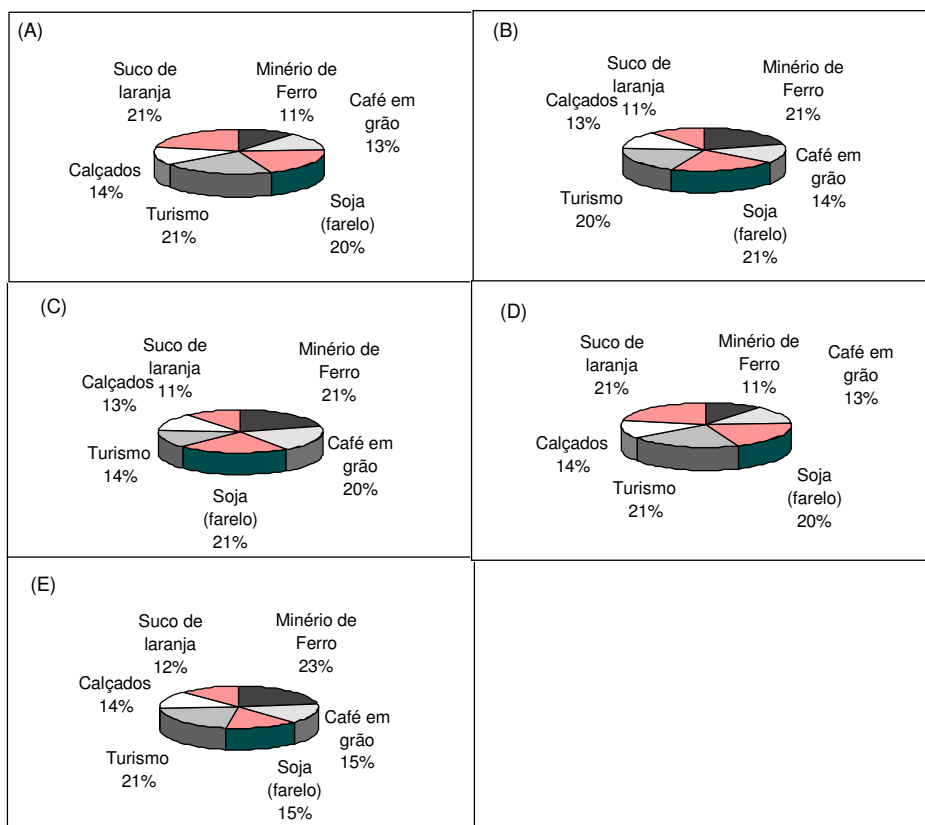 (A)
Suco de
laranja
21%
Minério de
Ferro
11%
Café em
grão
13%
Calçados
14%
Turismo
21%
Soja
(farelo)
20%
(B)
Suco de
laranja
11%
Minério de
Ferro
21%
Calçados
13%
Café em
grão
14%
Turismo
20%
Soja
(farelo)
21%
(C)
Suco de
laranja
11%
Minério de
Ferro
21%
Calçados
13%
Turismo
14%
Café em
grão
20%
Soja
(farelo)
21%
(D)
Suco de
laranja
21%
Minério de
Ferro
11%
Café em
grão
13%
Calçados
14%
Turismo
21%
Soja
(farelo)
20%
(E)
Suco de
laranja
12%
Minério de
Ferro
23%
Calçados
14%
Café em
grão
15%
Turismo
21%
Soja
(farelo)
15%